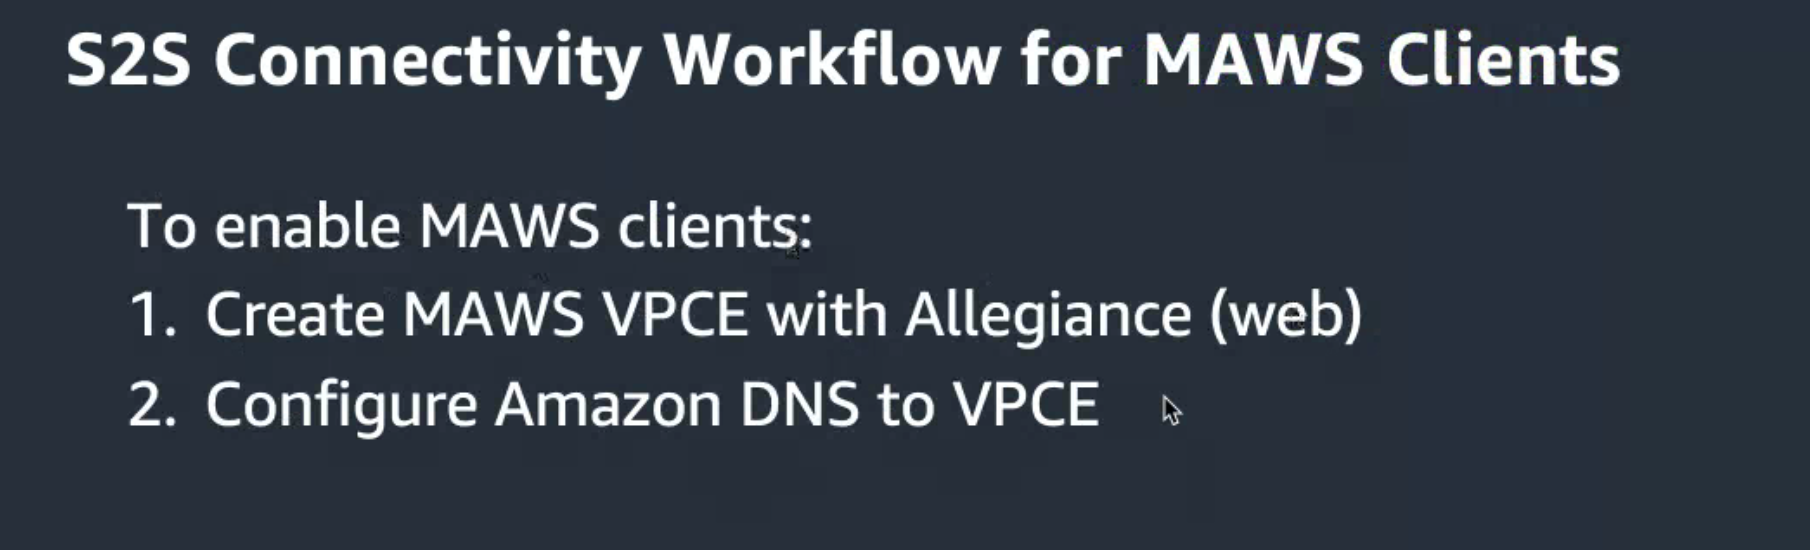 S2S Connectivity Workflow for MAWS Clients
To enable MAWS clients:
1. Create MAWS VPCE with Allegiance (web)
2. Configure Amazon DNS to VPCE